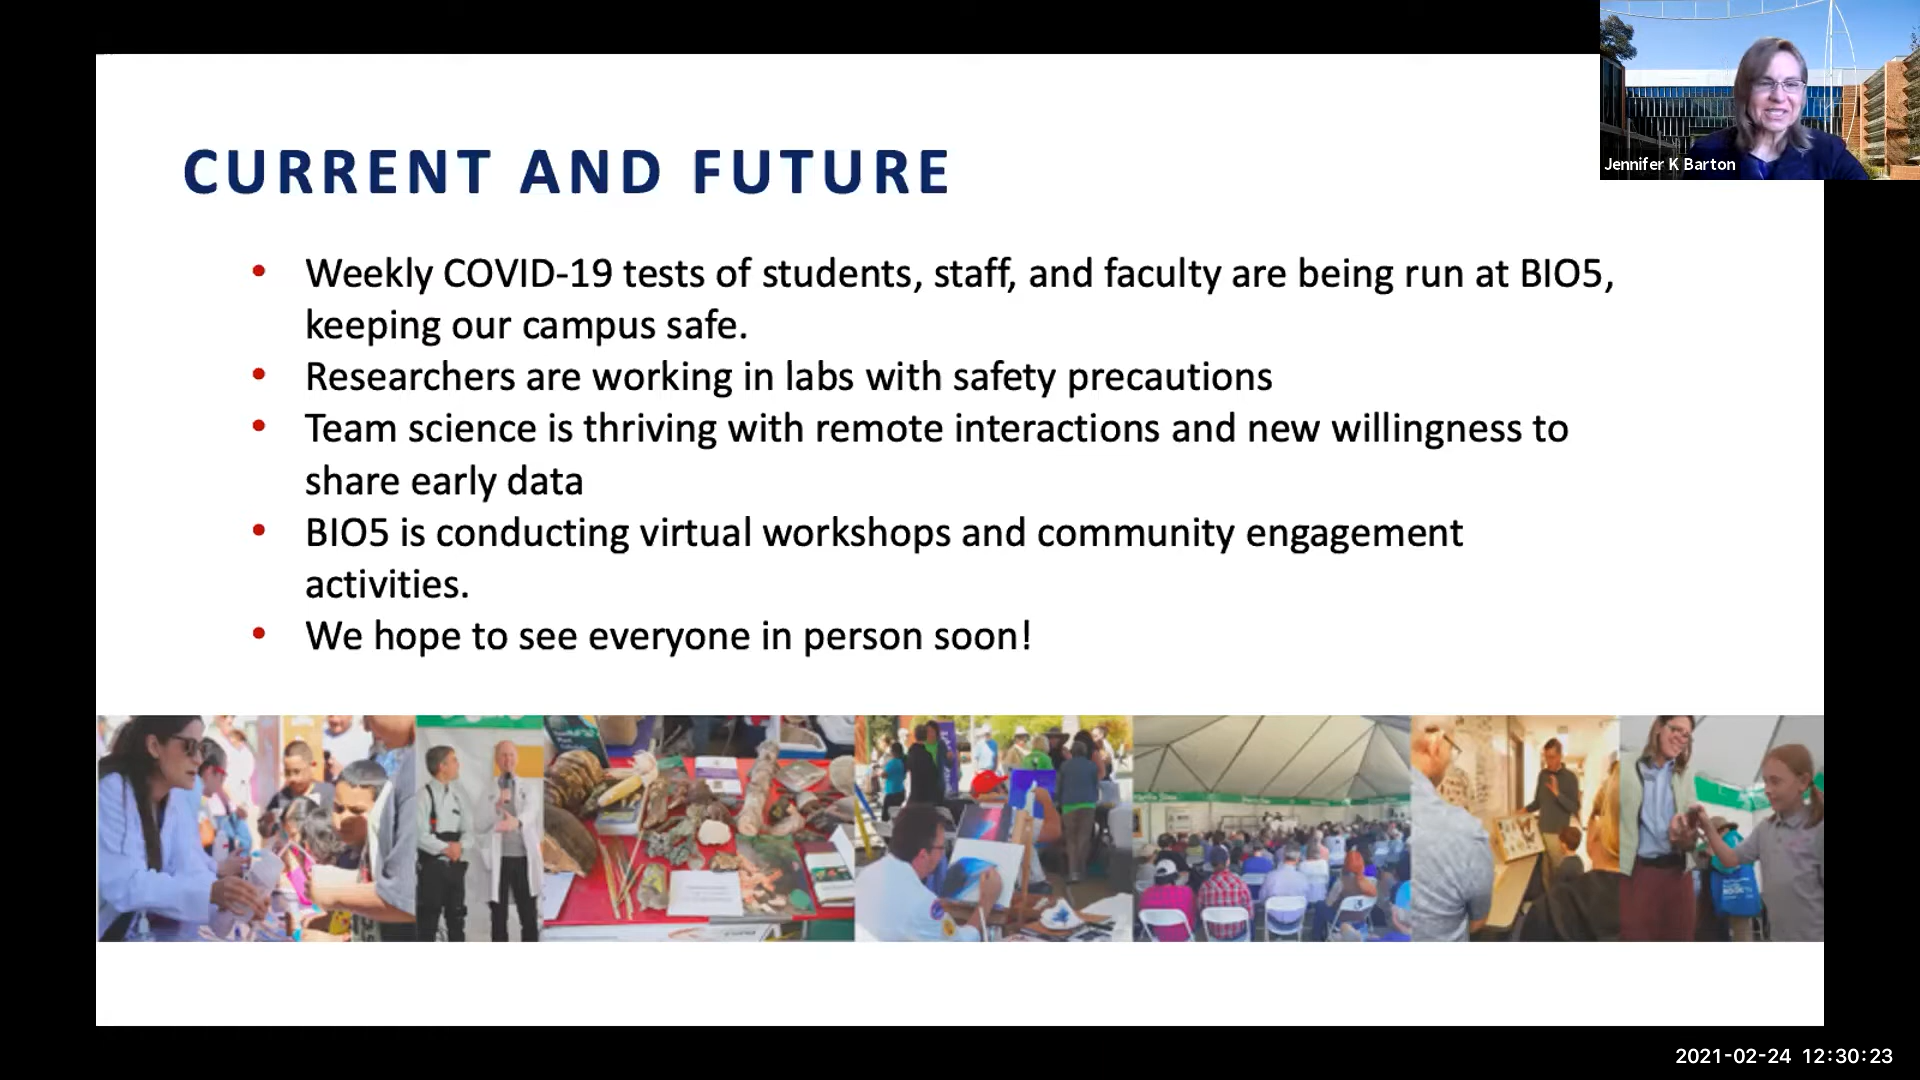 Jennifer K Barton
CURRENT AND FUTURE
• Weekly COVID-19 tests of students, staff, and faculty are being run at BIO5,
keeping our campus safe.
• Researchers are working in labs with safety precautions
• Team science is thriving with remote interactions and new willingness to
share early data
• BIO5 is conducting virtual workshops and community engagement
activities.
• We hope to see everyone in person soon!
2021-02-24 12:30:23